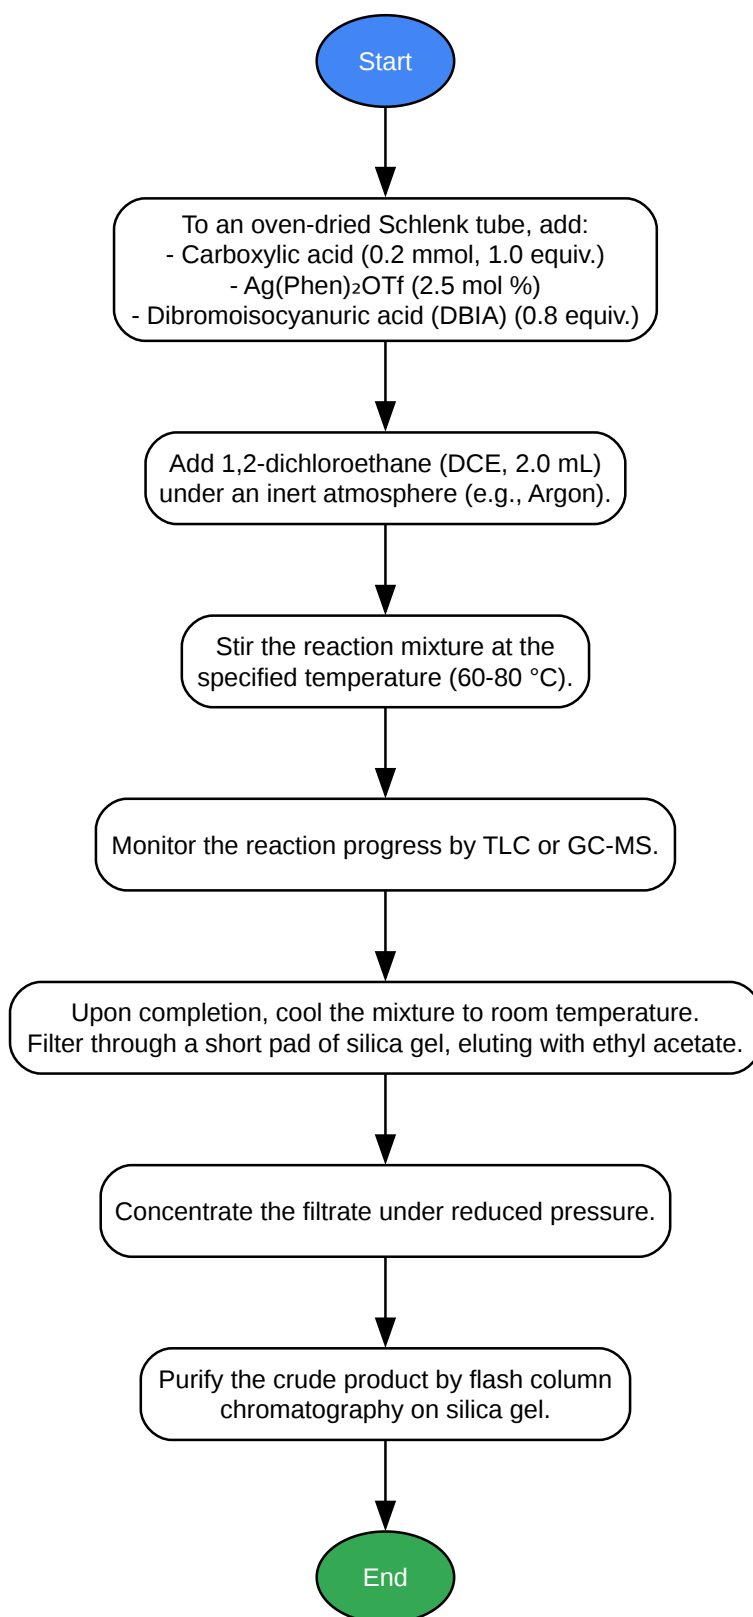 Start
To an oven-dried Schlenk tube, add:
- Carboxylic acid (0.2 mmol, 1.0 equiv.)
- Ag(Phen)₂OTf (2.5 mol %)
- Dibromoisocyanuric acid (DBIA) (0.8 equiv.)
Add 1,2-dichloroethane (DCE, 2.0 mL)
under an inert atmosphere (e.g., Argon).
Stir the reaction mixture at the
specified temperature (60-80 °C).
Monitor the reaction progress by TLC or GC-MS.
Upon completion, cool the mixture to room temperature.
Filter through a short pad of silica gel, eluting with ethyl acetate.
Concentrate the filtrate under reduced pressure.
Purify the crude product by flash column
chromatography on silica gel.
End